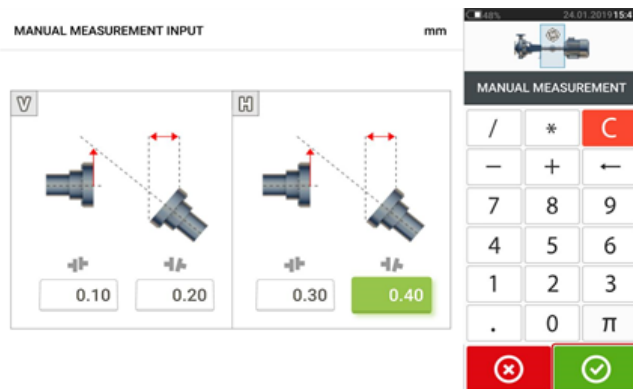 MANUAL MEASUREMENT INPUT
mm
V
H
0.10
0.20
0.30
0.40
48%
24.01.2019 15:4
MANUAL MEASUREMENT
/ * C
− + ←
7 8 9
4 5 6
1 2 3
. 0 π